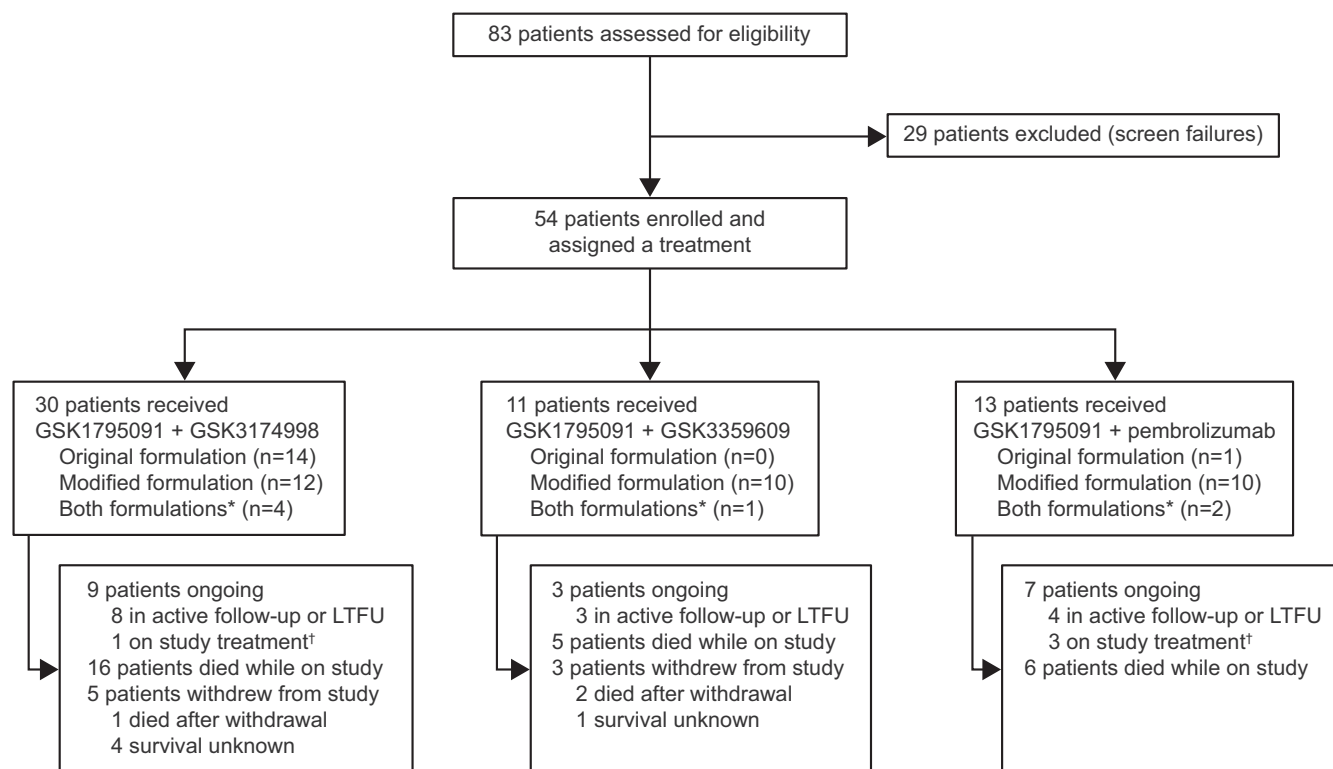 83 patients assessed for eligibility
29 patients excluded (screen failures)
54 patients enrolled and
assigned a treatment
30 patients received
GSK1795091 + GSK3174998
Original formulation (n=14)
Modified formulation (n=12)
Both formulations* (n=4)
11 patients received
GSK1795091 + GSK3359609
Original formulation (n=0)
Modified formulation (n=10)
Both formulations* (n=1)
13 patients received
GSK1795091 + pembrolizumab
Original formulation (n=1)
Modified formulation (n=10)
Both formulations* (n=2)
9 patients ongoing
8 in active follow-up or LTFU
1 on study treatment†
16 patients died while on study
5 patients withdrew from study
1 died after withdrawal
4 survival unknown
3 patients ongoing
3 in active follow-up or LTFU
5 patients died while on study
3 patients withdrew from study
2 died after withdrawal
1 survival unknown
7 patients ongoing
4 in active follow-up or LTFU
3 on study treatment†
6 patients died while on study